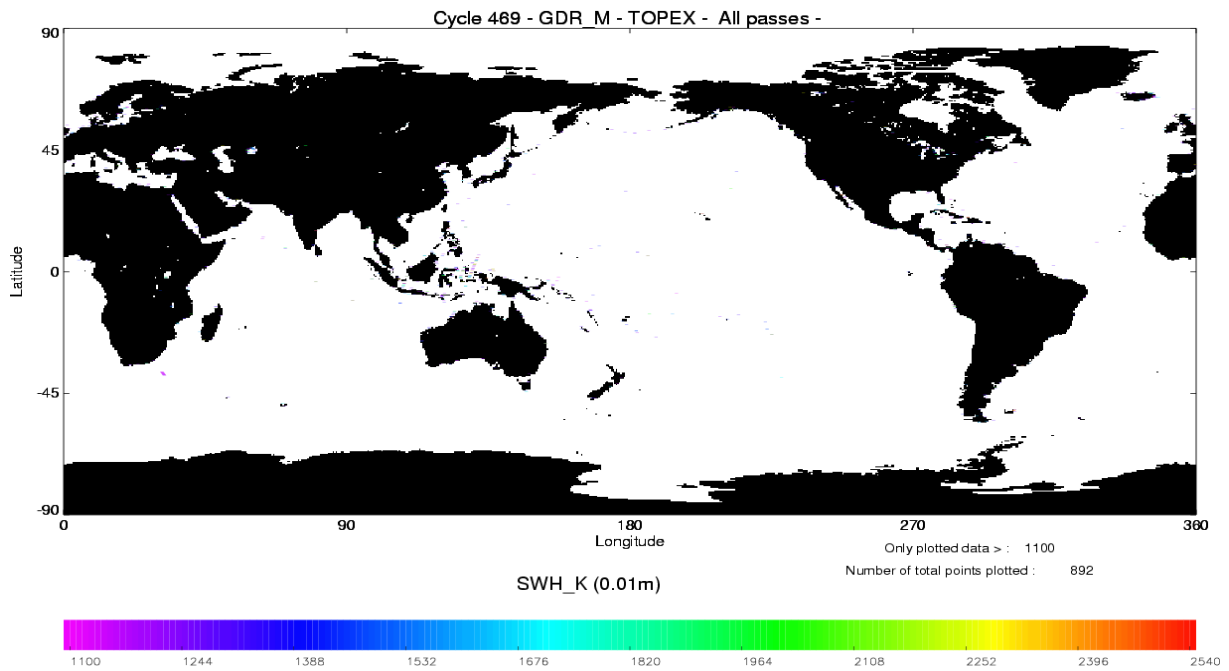 Cycle 469 - GDR_M - TOPEX - All passes -
90
45
0
-45
-90
Latitude
0 90 180 270 360
Longitude
Only plotted data > : 1100
Number of total points plotted : 892
SWH_K (0.01m)
1100 1244 1388 1532 1676 1820 1964 2108 2252 2396 2540